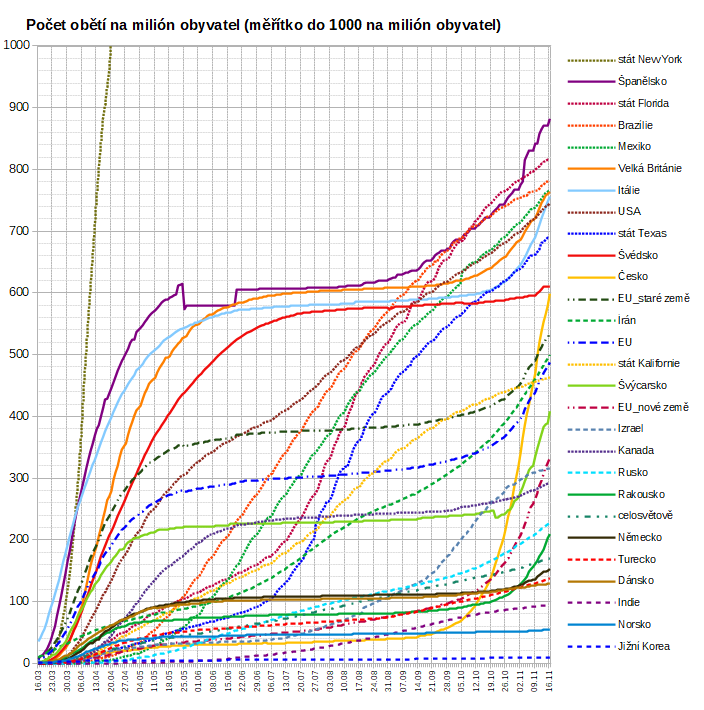 Počet obětí na milión obyvatel (měřítko do 1000 na milión obyvatel)
1000
900
800
700
600
500
400
300
200
100
0
stát NewYork
Španělsko
stát Florida
Brazílie
Mexiko
Velká Británie
Itálie
USA
stát Texas
Švédsko
Česko
EU_staré země
Írán
EU
stát Kalifornie
Švýcarsko
EU_nové země
Izrael
Kanada
Rusko
Rakousko
celosvětově
Německo
Turecko
Dánsko
Indie
Norsko
Jižní Korea
16.03 23.03 30.03 06.04 13.04 20.04 27.04 04.05 11.05 18.05 25.05 01.06 08.06 15.06 22.06 29.06 06.07 13.07 20.07 27.07 03.08 10.08 17.08 24.08 31.08 07.09 14.09 21.09 28.09 05.10 12.10 19.10 26.10 02.11 09.11 16.11